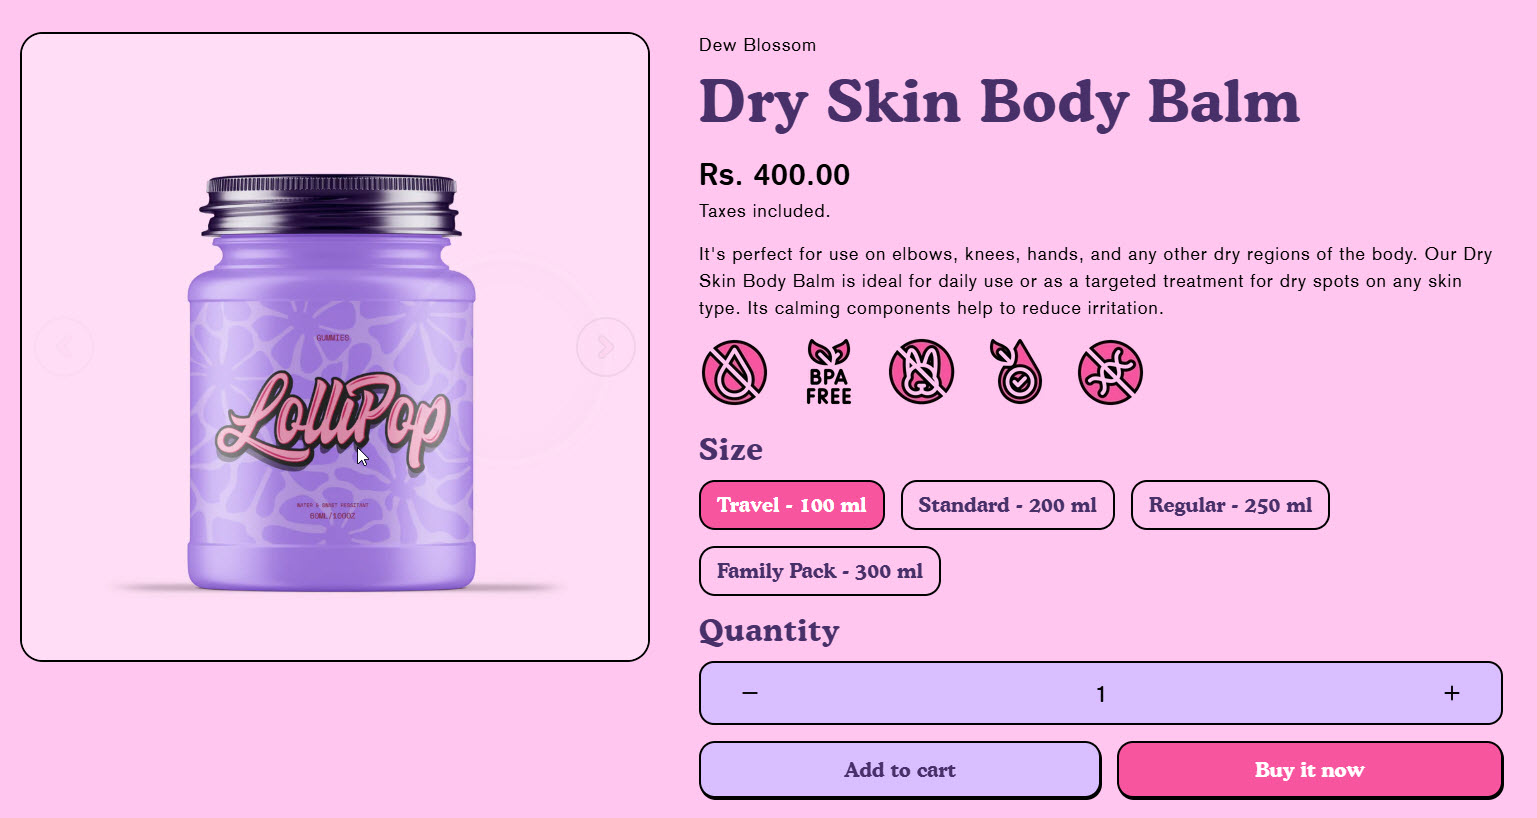 Dew Blossom
Dry Skin Body Balm
Rs. 400.00
Taxes included.
It's perfect for use on elbows, knees, hands, and any other dry regions of the body. Our Dry
Skin Body Balm is ideal for daily use or as a targeted treatment for dry spots on any skin
type. Its calming components help to reduce irritation.
BPA
FREE
Size
Travel - 100 ml
Standard - 200 ml
Regular - 250 ml
Family Pack - 300 ml
Quantity
1
Add to cart
Buy it now
GUMMIES
LolliPop
WATER & SWEAT RESISTANT